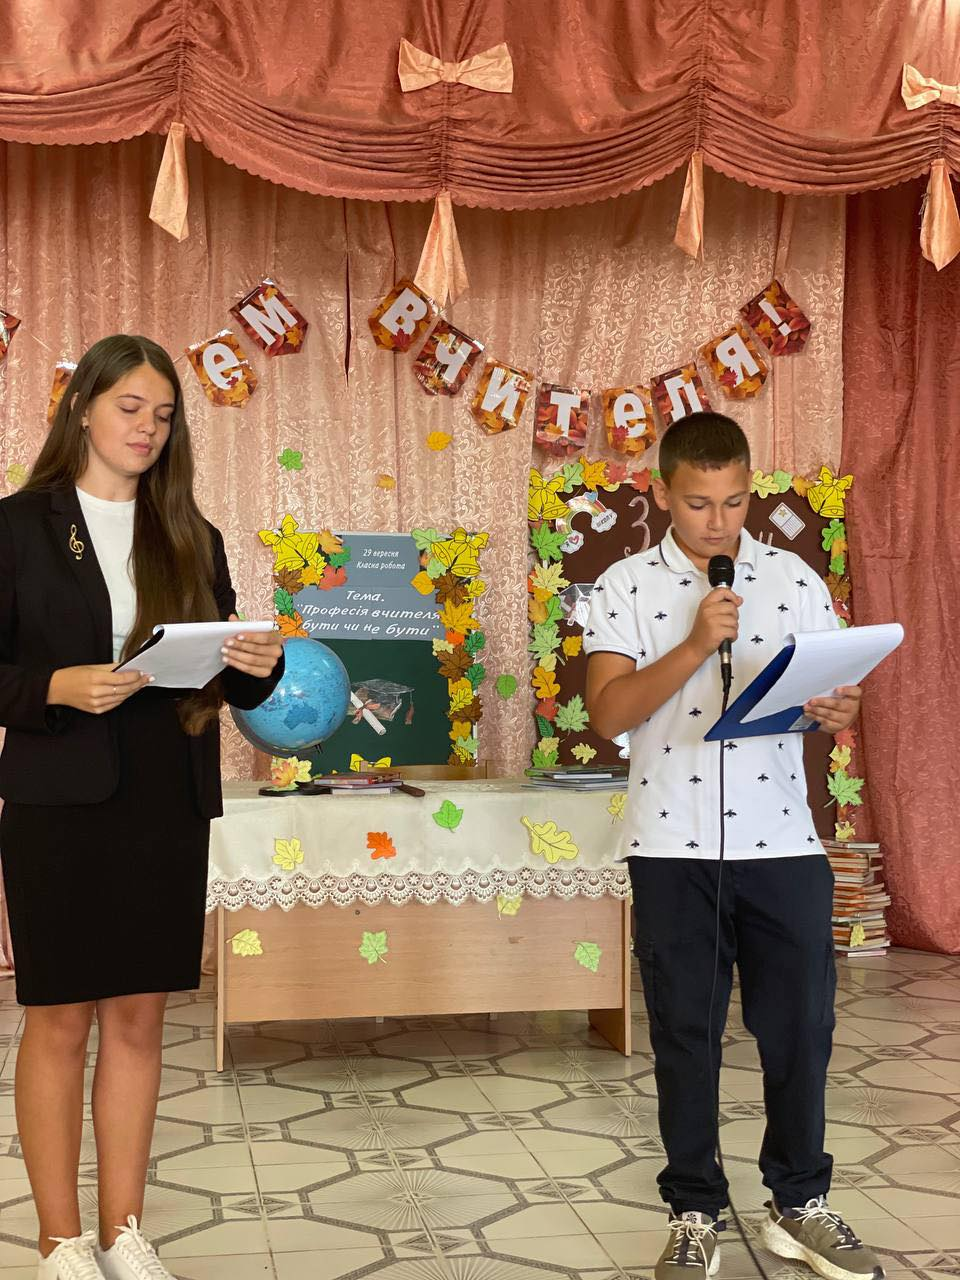 ем вчителя!
29 вересня
Класна робота
Тема.
"Професія вчителя
бути чи не бути"
З